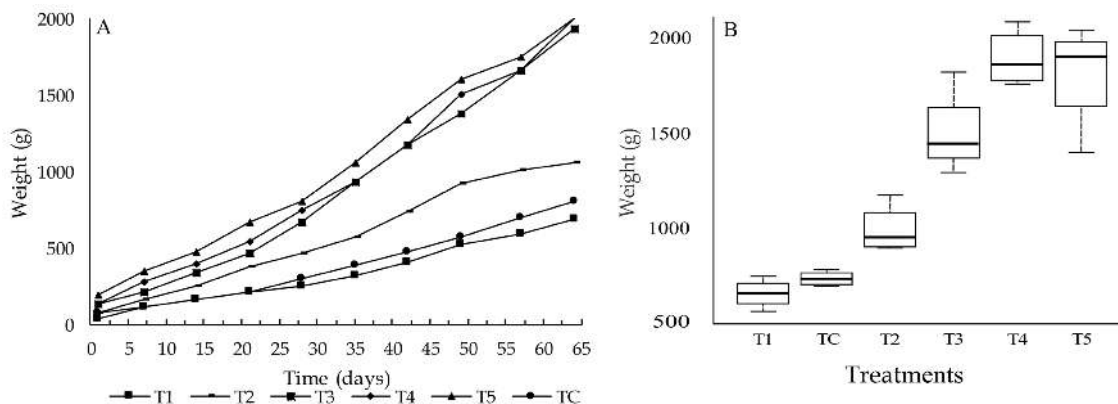 A
Weight (g)
2000
1500
1000
500
0
0 5 10 15 20 25 30 35 40 45 50 55 60 65
Time (days)
T1 T2 T3 T4 T5 TC
B
Weight (g)
2000
1500
1000
500
T1 TC T2 T3 T4 T5
Treatments